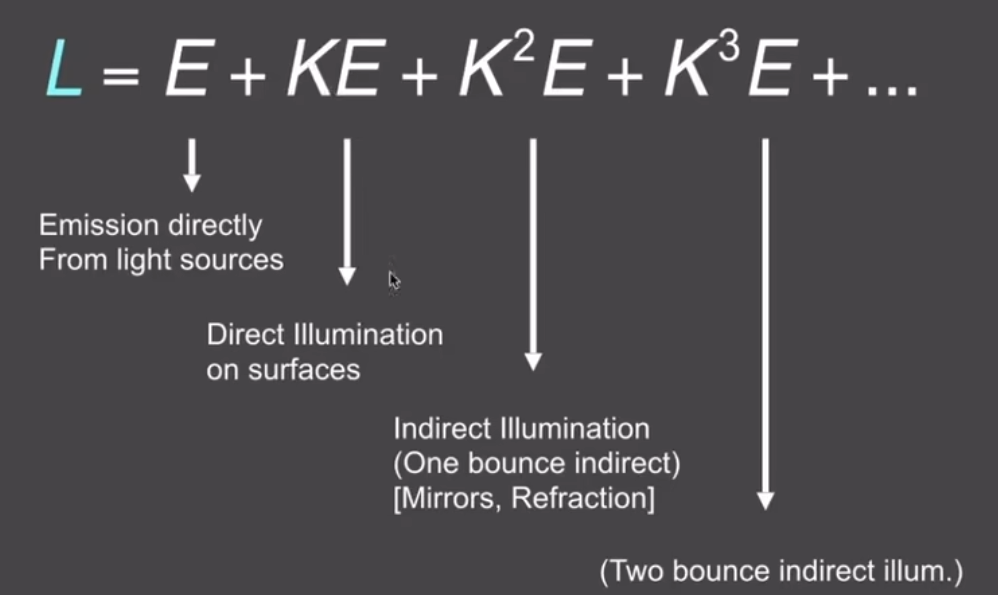 L = E + KE + K²E + K³E + ...
Emission directly
From light sources
Direct Illumination
on surfaces
Indirect Illumination
(One bounce indirect)
[Mirrors, Refraction]
(Two bounce indirect illum.)